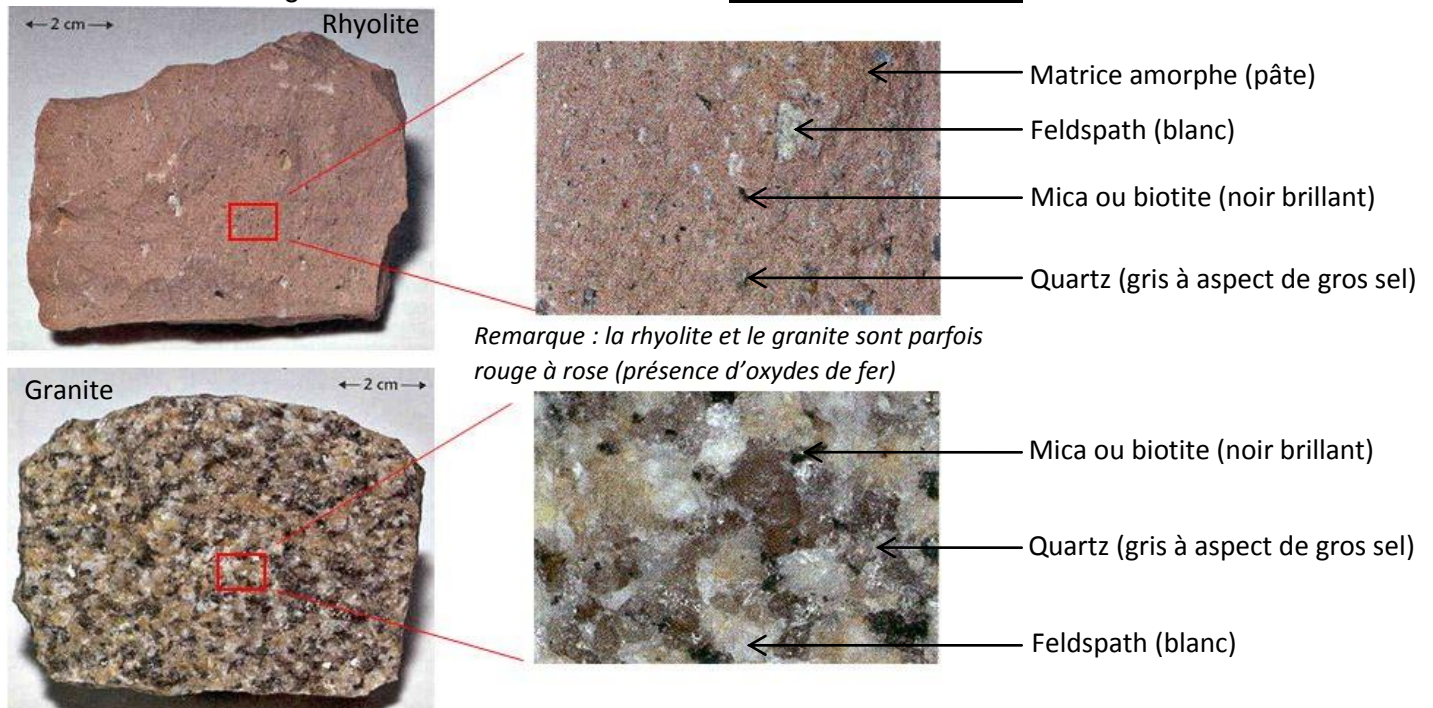 ← 2 cm →
Rhyolite
Matrice amorphe (pâte)
Feldspath (blanc)
Mica ou biotite (noir brillant)
Quartz (gris à aspect de gros sel)
Remarque : la rhyolite et le granite sont parfois
rouge à rose (présence d’oxydes de fer)
Granite
← 2 cm →
Mica ou biotite (noir brillant)
Quartz (gris à aspect de gros sel)
Feldspath (blanc)